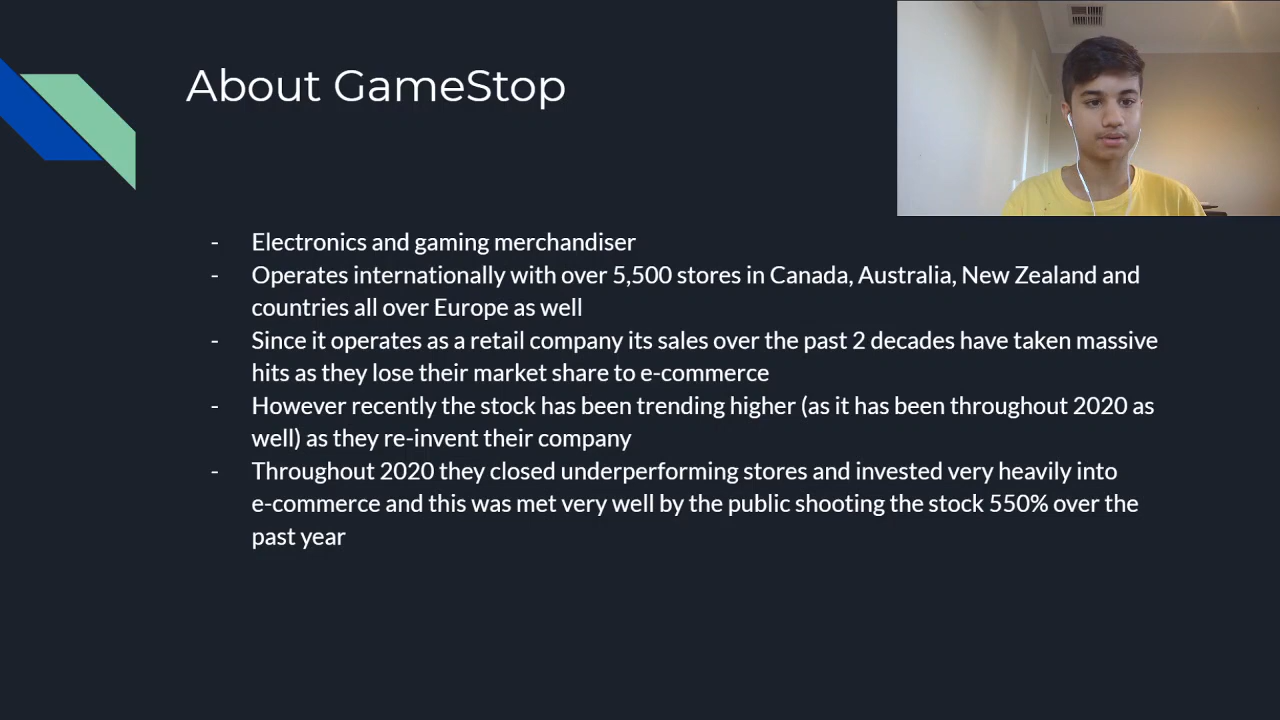 About GameStop
- Electronics and gaming merchandiser
- Operates internationally with over 5,500 stores in Canada, Australia, New Zealand and
countries all over Europe as well
- Since it operates as a retail company its sales over the past 2 decades have taken massive
hits as they lose their market share to e-commerce
- However recently the stock has been trending higher (as it has been throughout 2020 as
well) as they re-invent their company
- Throughout 2020 they closed underperforming stores and invested very heavily into
e-commerce and this was met very well by the public shooting the stock 550% over the
past year